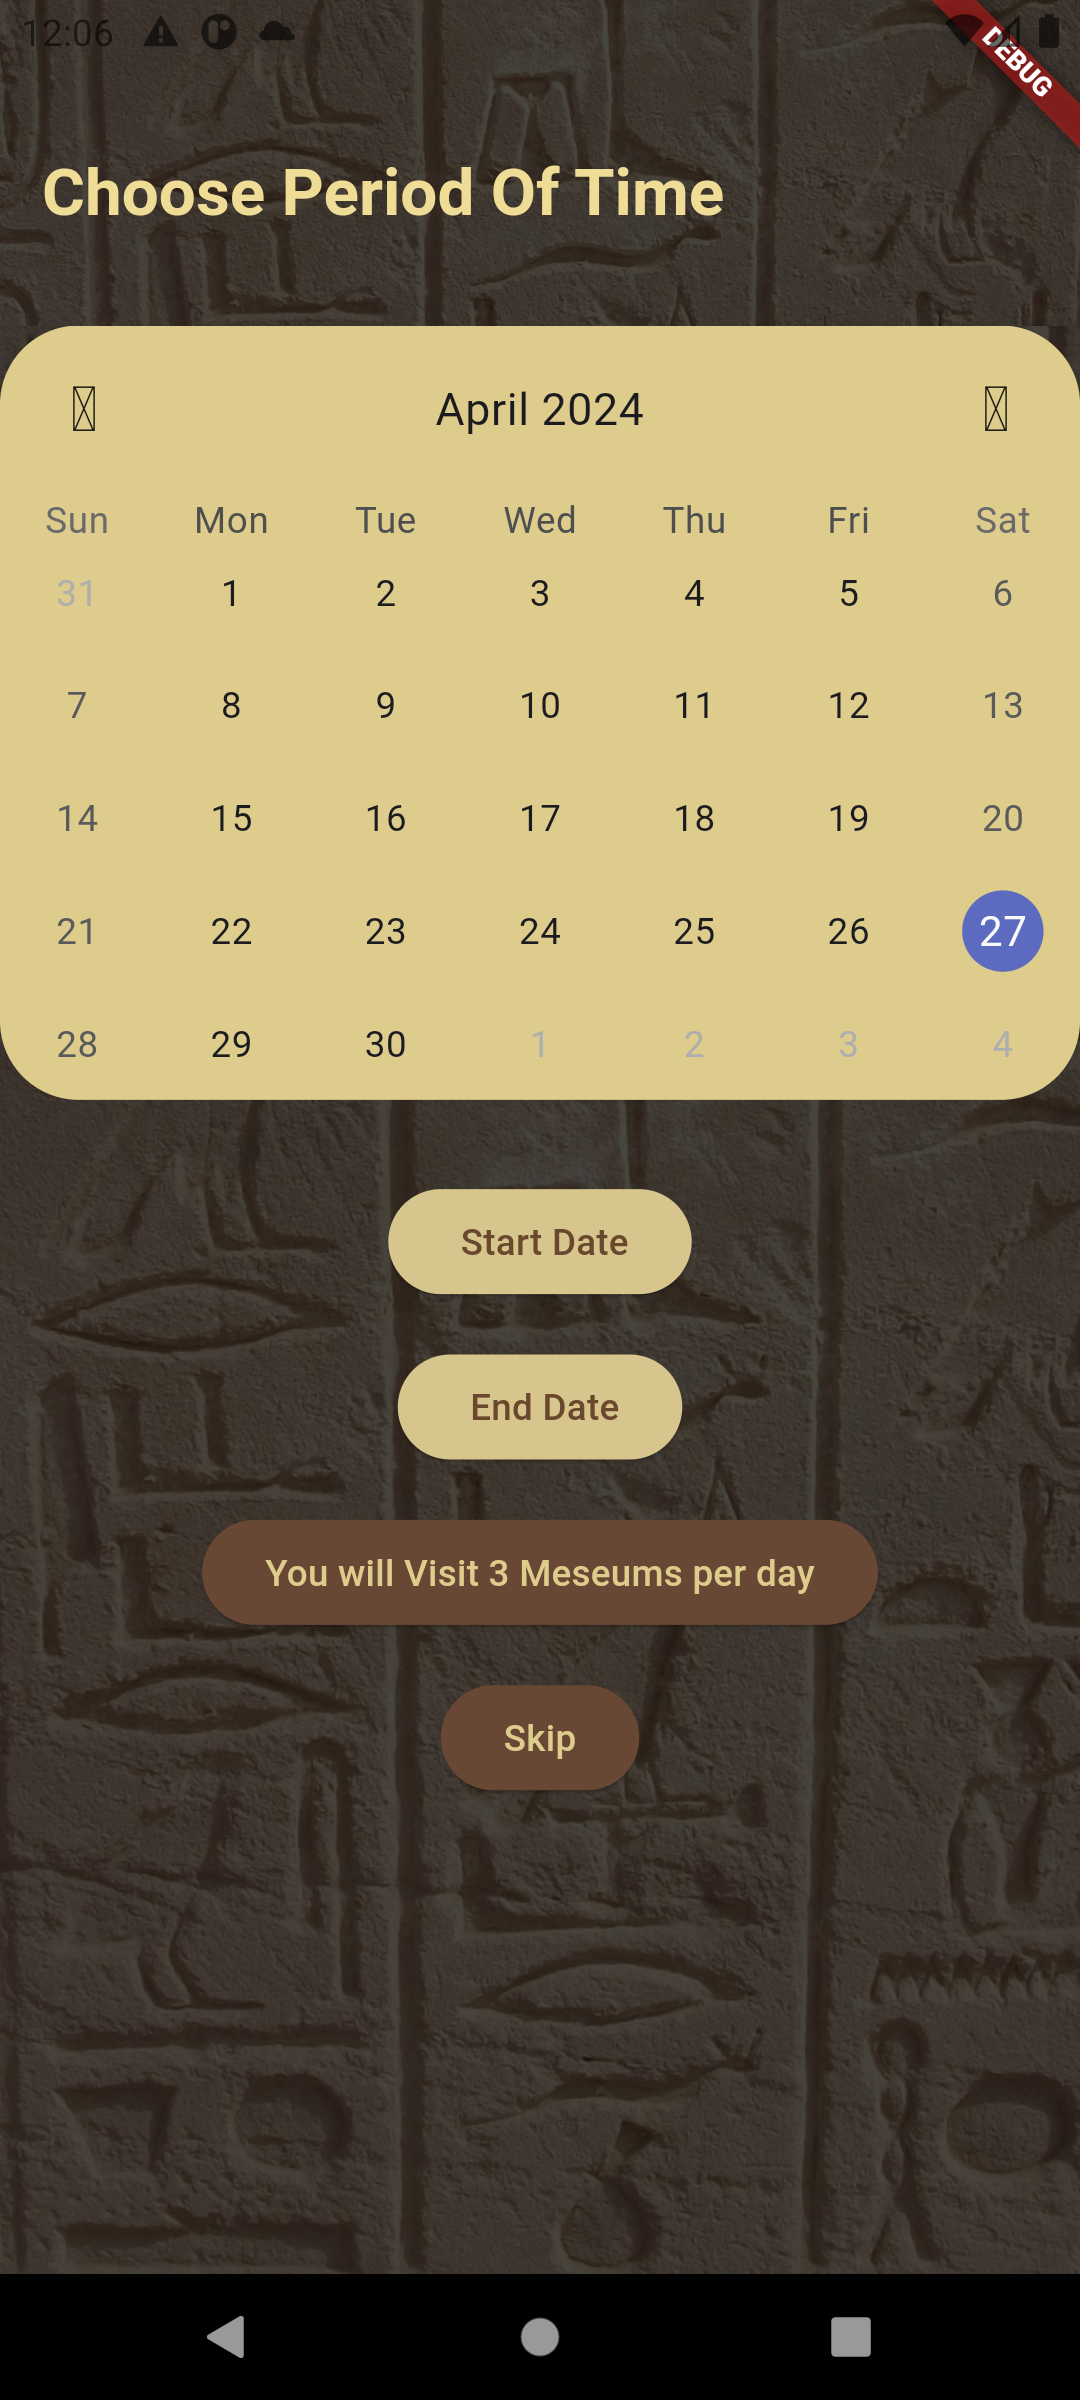 12:06
DEBUG
Choose Period Of Time
April 2024
Sun Mon Tue Wed Thu Fri Sat
31 1 2 3 4 5 6
7 8 9 10 11 12 13
14 15 16 17 18 19 20
21 22 23 24 25 26 27
28 29 30 1 2 3 4
Start Date
End Date
You will Visit 3 Meseums per day
Skip